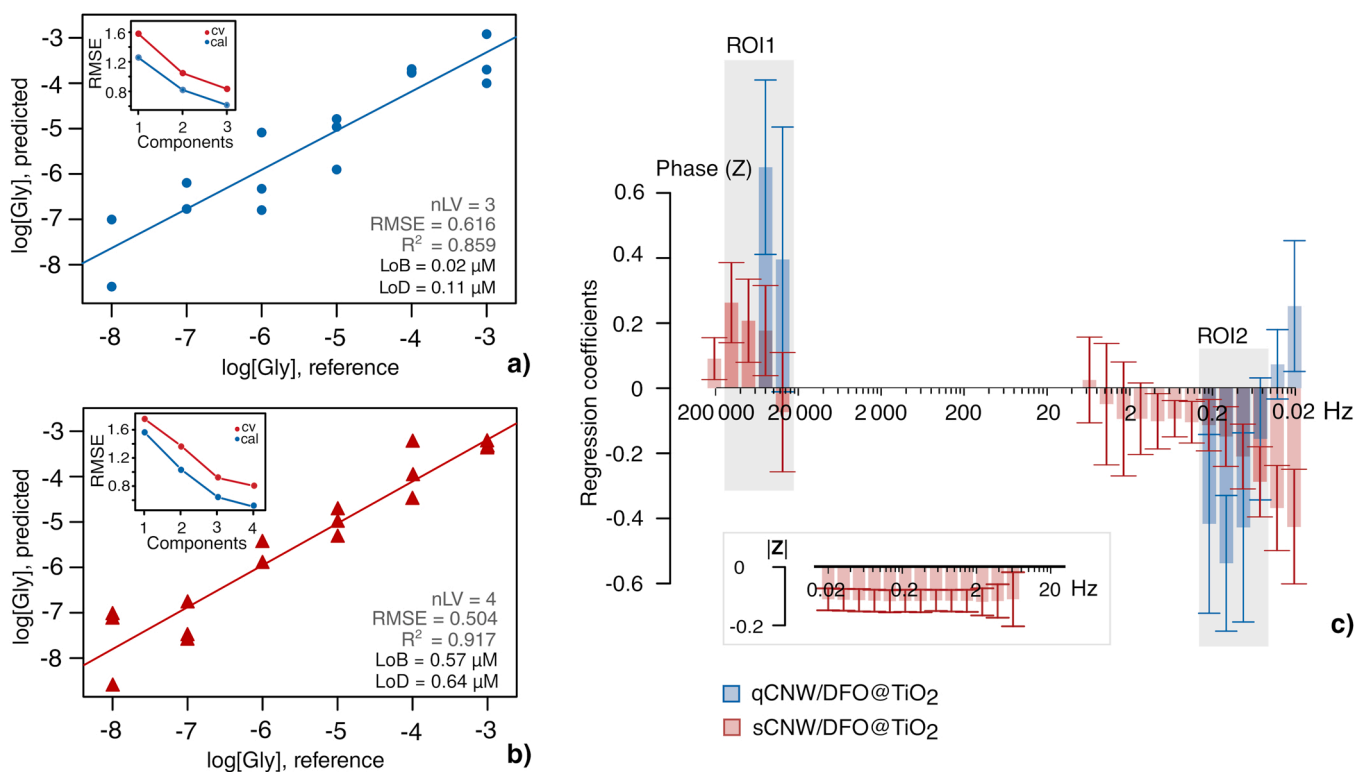 -3
-4
-5
-6
-7
-8
log[Gly], predicted
1.6
1.2
0.8
RMSE
cv
cal
1 2 3
Components
nLV = 3
RMSE = 0.616
R² = 0.859
LoB = 0.02 µM
LoD = 0.11 µM
-8 -7 -6 -5 -4 -3
log[Gly], reference
a)
-3
-4
-5
-6
-7
-8
log[Gly], predicted
1.6
1.2
0.8
RMSE
cv
cal
1 2 3 4
Components
nLV = 4
RMSE = 0.504
R² = 0.917
LoB = 0.57 µM
LoD = 0.64 µM
-8 -7 -6 -5 -4 -3
log[Gly], reference
b)
ROI1
Phase (Z)
0.6
0.4
0.2
0
-0.2
-0.4
-0.6
Regression coefficients
ROI2
200 000 20 000 2 000 200 20 2 0.2 0.02 Hz
|Z|
0
-0.2
0.02 0.2 2 20 Hz
c)
qCNW/DFO@TiO₂
sCNW/DFO@TiO₂